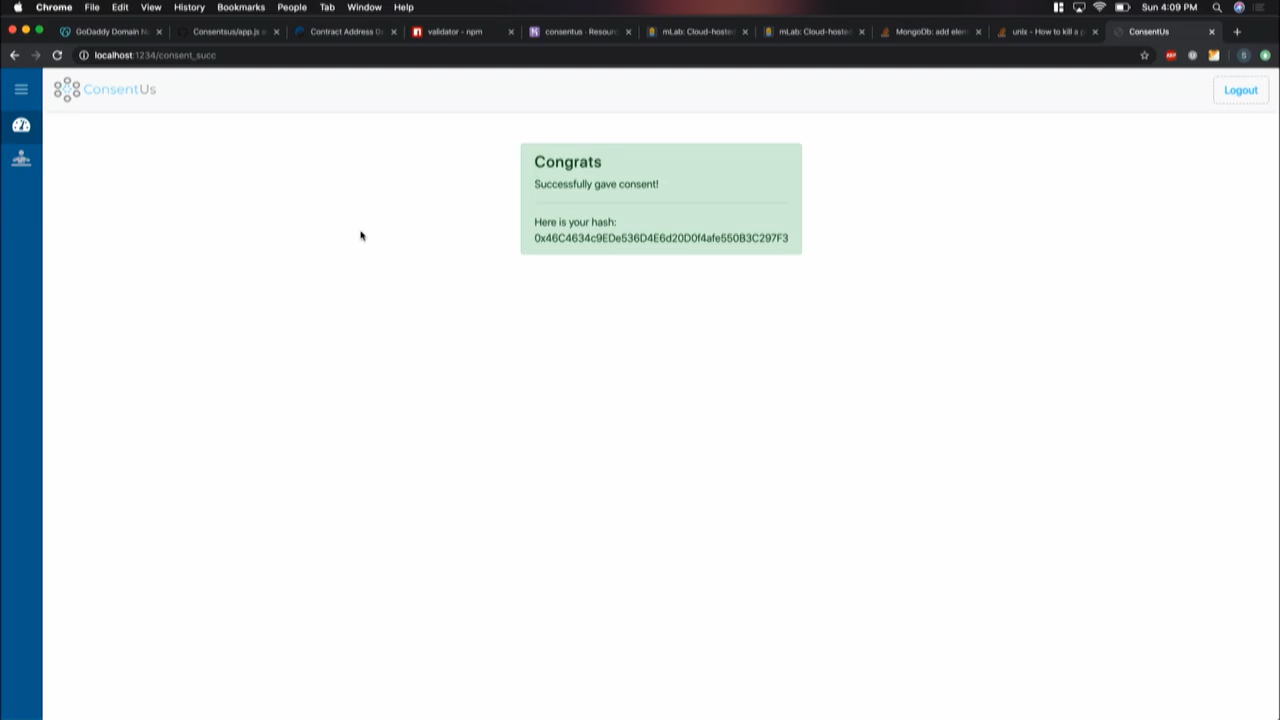 Chrome File Edit View History Bookmarks People Tab Window Help Sun 4:09 PM
GoDaddy Domain Consentsus/app.js Contract Address validator - npm consentus · Resourc mLab: Cloud-hoste mLab: Cloud-hoste MongoDb: add elem unix - How to kill a ConsentUs
localhost:1234/consent_succ
ConsentUs Logout
Congrats
Successfully gave consent!
Here is your hash:
0x46C4634c9EDe536D4E6d20D0f4afe550B3C297F3